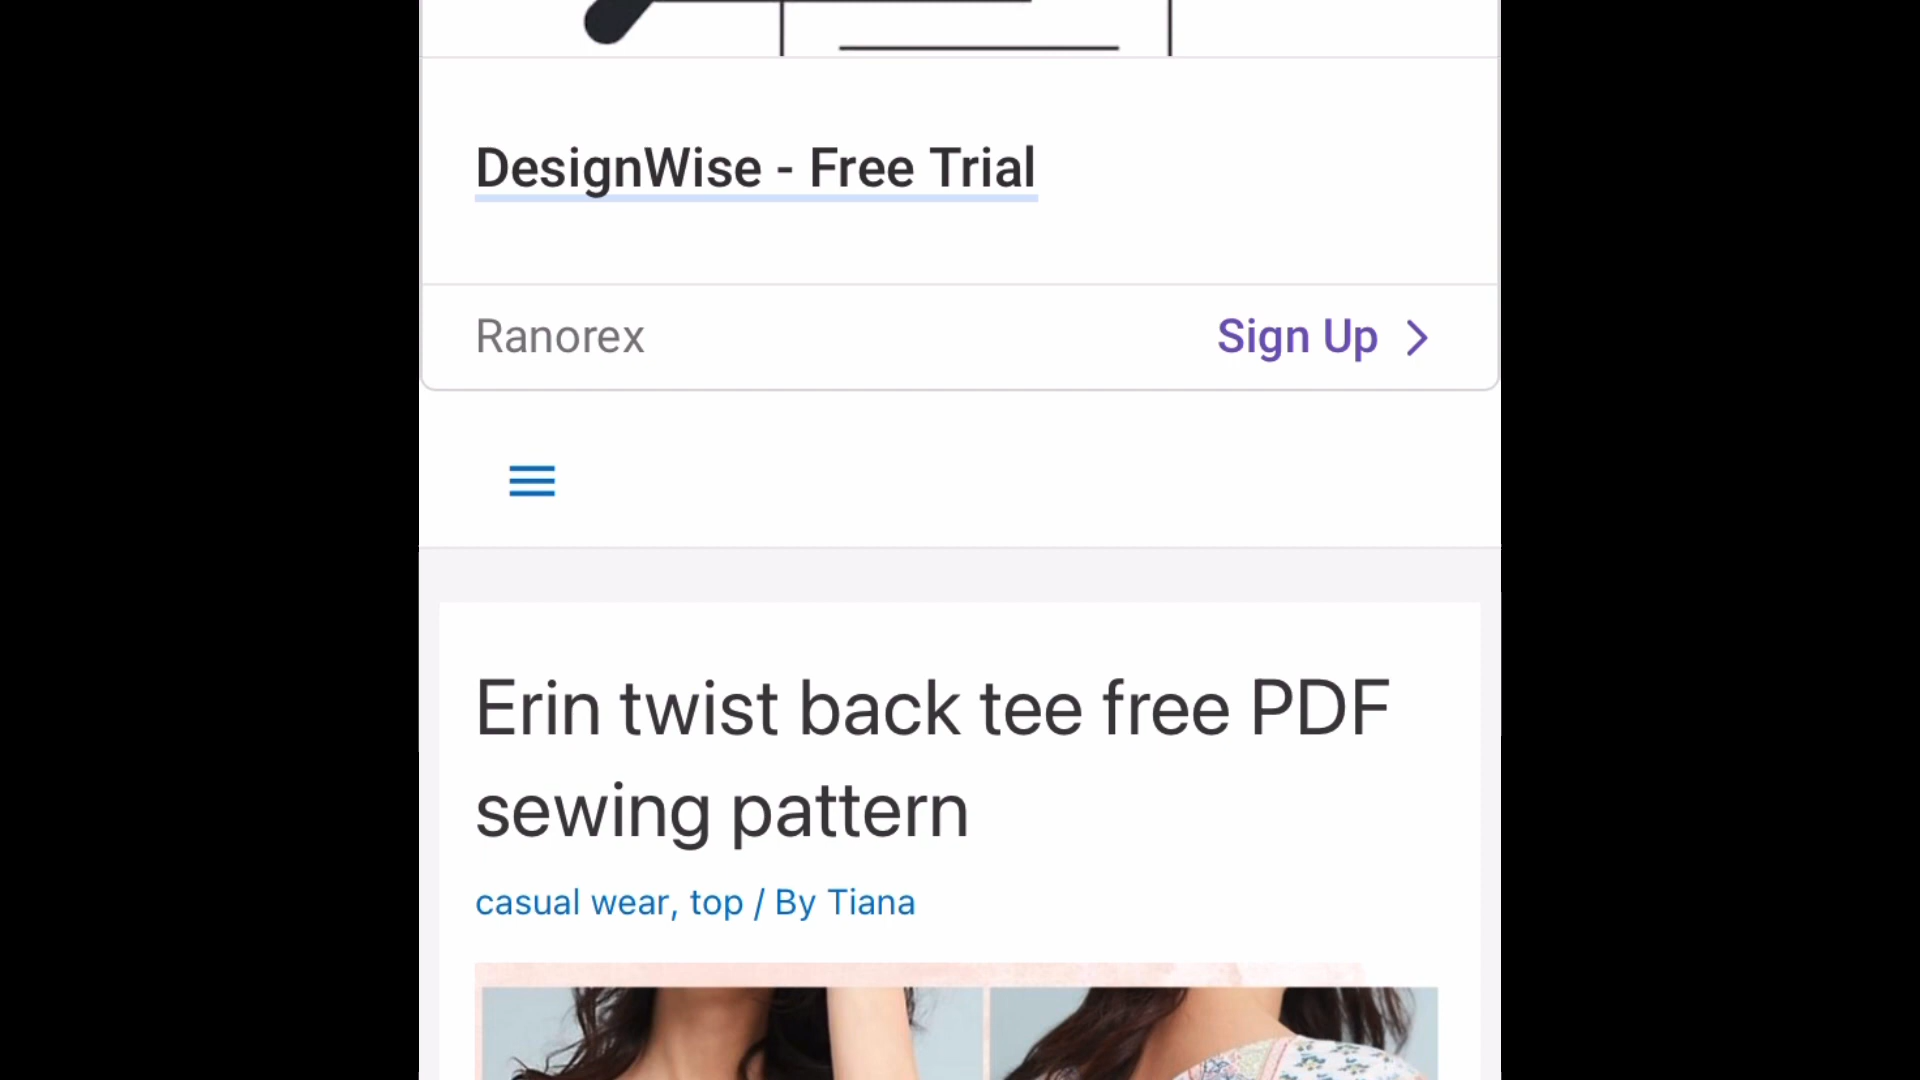 DesignWise - Free Trial
Ranorex
Sign Up
Erin twist back tee free PDF
sewing pattern
casual wear, top / By Tiana